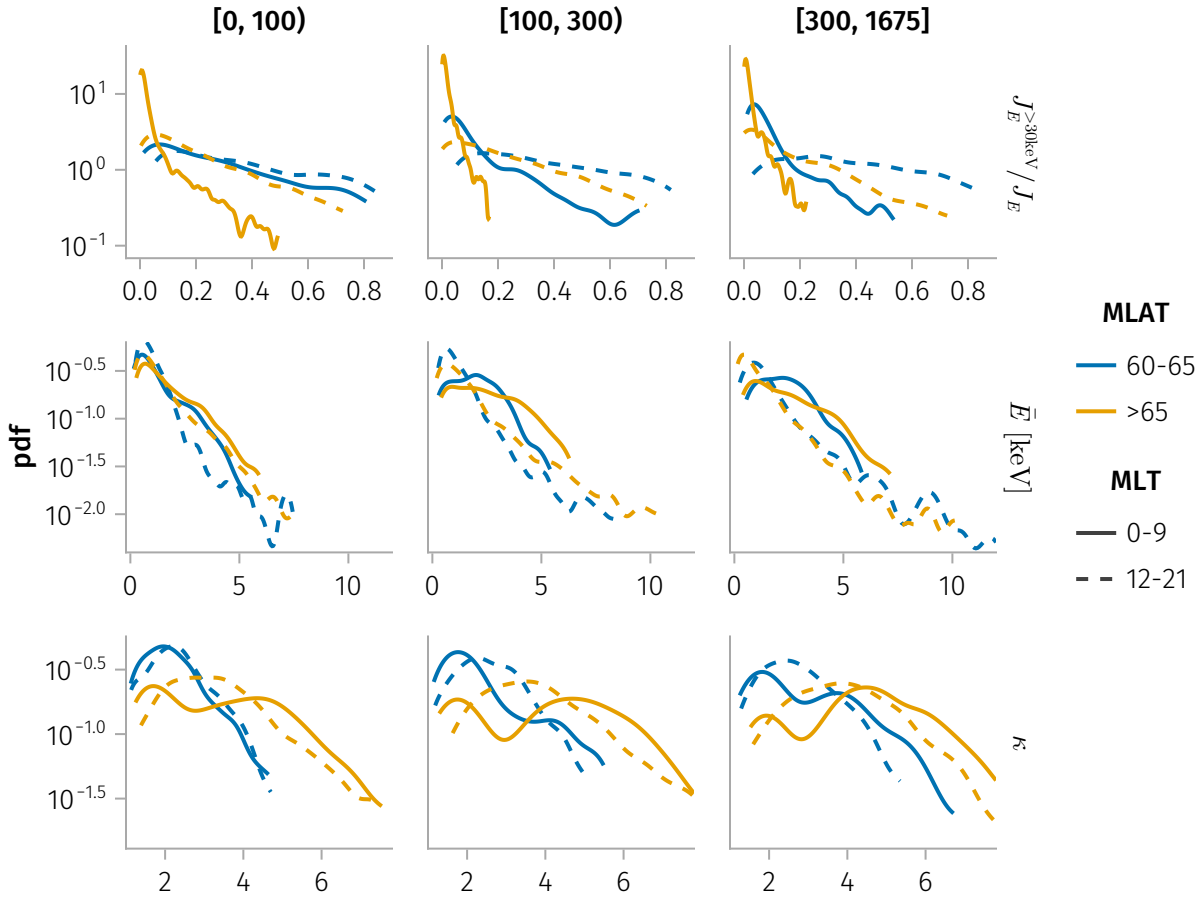 [0, 100) [100, 300) [300, 1675]
10^1
10^0
10^-1
0.0 0.2 0.4 0.6 0.8 0.0 0.2 0.4 0.6 0.8 0.0 0.2 0.4 0.6 0.8
J_E^{>30keV}/J_E
pdf
10^-0.5
10^-1.0
10^-1.5
10^-2.0
0 5 10 0 5 10 0 5 10
Ē [keV]
10^-0.5
10^-1.0
10^-1.5
2 4 6 2 4 6 2 4 6
κ
MLAT
60-65
>65
MLT
0-9
12-21